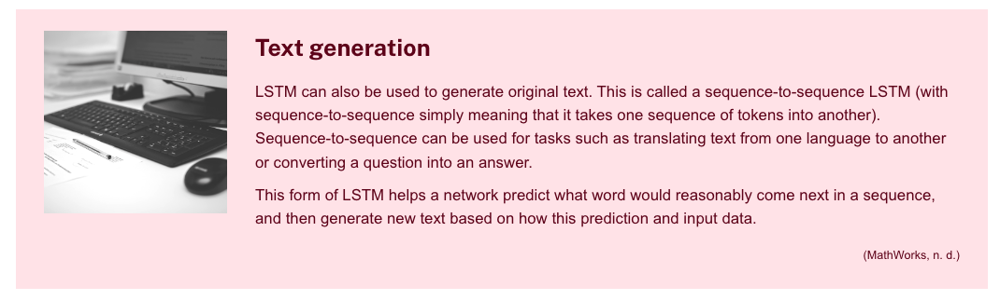 Text generation
LSTM can also be used to generate original text. This is called a sequence-to-sequence LSTM (with
sequence-to-sequence simply meaning that it takes one sequence of tokens into another).
Sequence-to-sequence can be used for tasks such as translating text from one language to another
or converting a question into an answer.
This form of LSTM helps a network predict what word would reasonably come next in a sequence,
and then generate new text based on how this prediction and input data.
(MathWorks, n. d.)